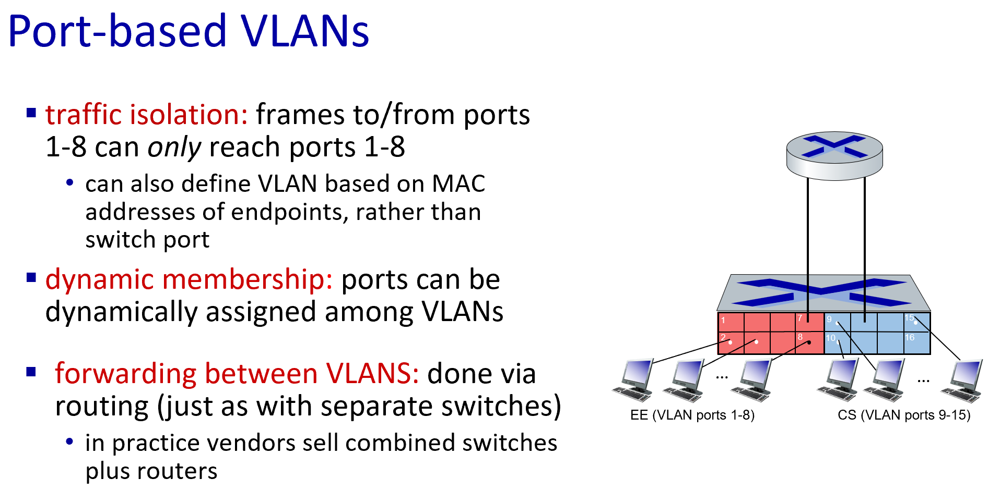 Port-based VLANs
traffic isolation: frames to/from ports
1-8 can only reach ports 1-8
can also define VLAN based on MAC
addresses of endpoints, rather than
switch port
dynamic membership: ports can be
dynamically assigned among VLANs
forwarding between VLANS: done via
routing (just as with separate switches)
in practice vendors sell combined switches
plus routers
1 7 9 15
2 8 10 16
... ...
EE (VLAN ports 1-8) CS (VLAN ports 9-15)